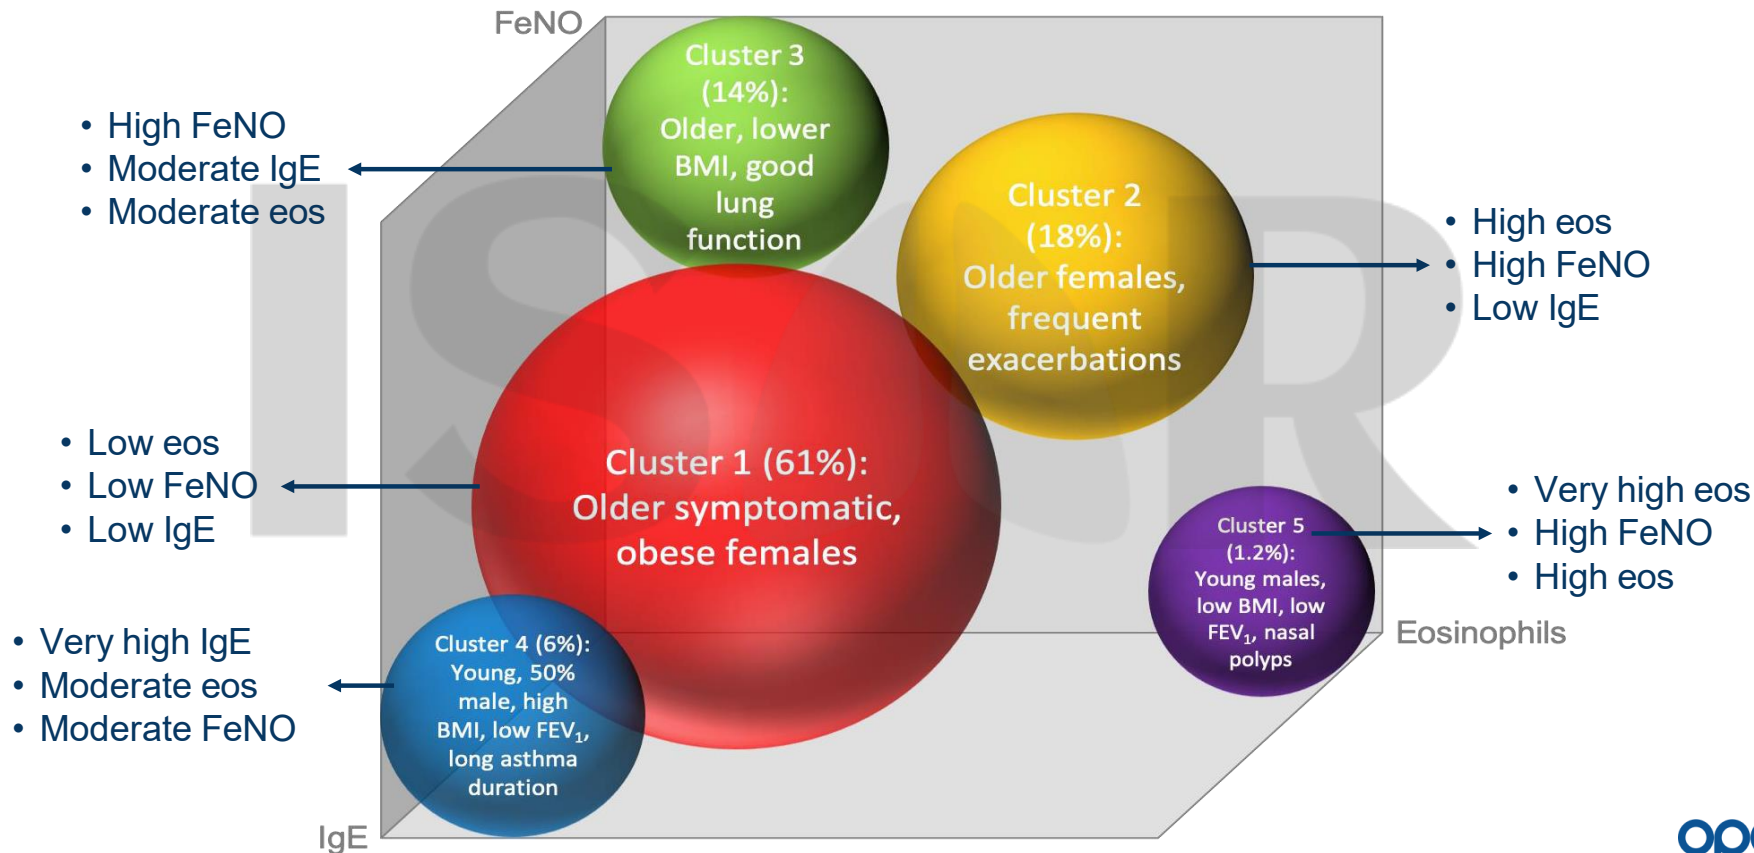 FeNO
Cluster 3
(14%):
Older, lower
BMI, good
lung
function
• High FeNO
• Moderate IgE
• Moderate eos
Cluster 2
(18%):
Older females,
frequent
exacerbations
• High eos
• High FeNO
• Low IgE
ISAR
• Low eos
• Low FeNO
• Low IgE
Cluster 1 (61%):
Older symptomatic,
obese females
Cluster 5
(1.2%):
Young males,
low BMI, low
FEV₁, nasal
polyps
• Very high eos
• High FeNO
• High eos
Eosinophils
• Very high IgE
• Moderate eos
• Moderate FeNO
Cluster 4 (6%):
Young, 50%
male, high
BMI, low FEV₁,
long asthma
duration
IgE